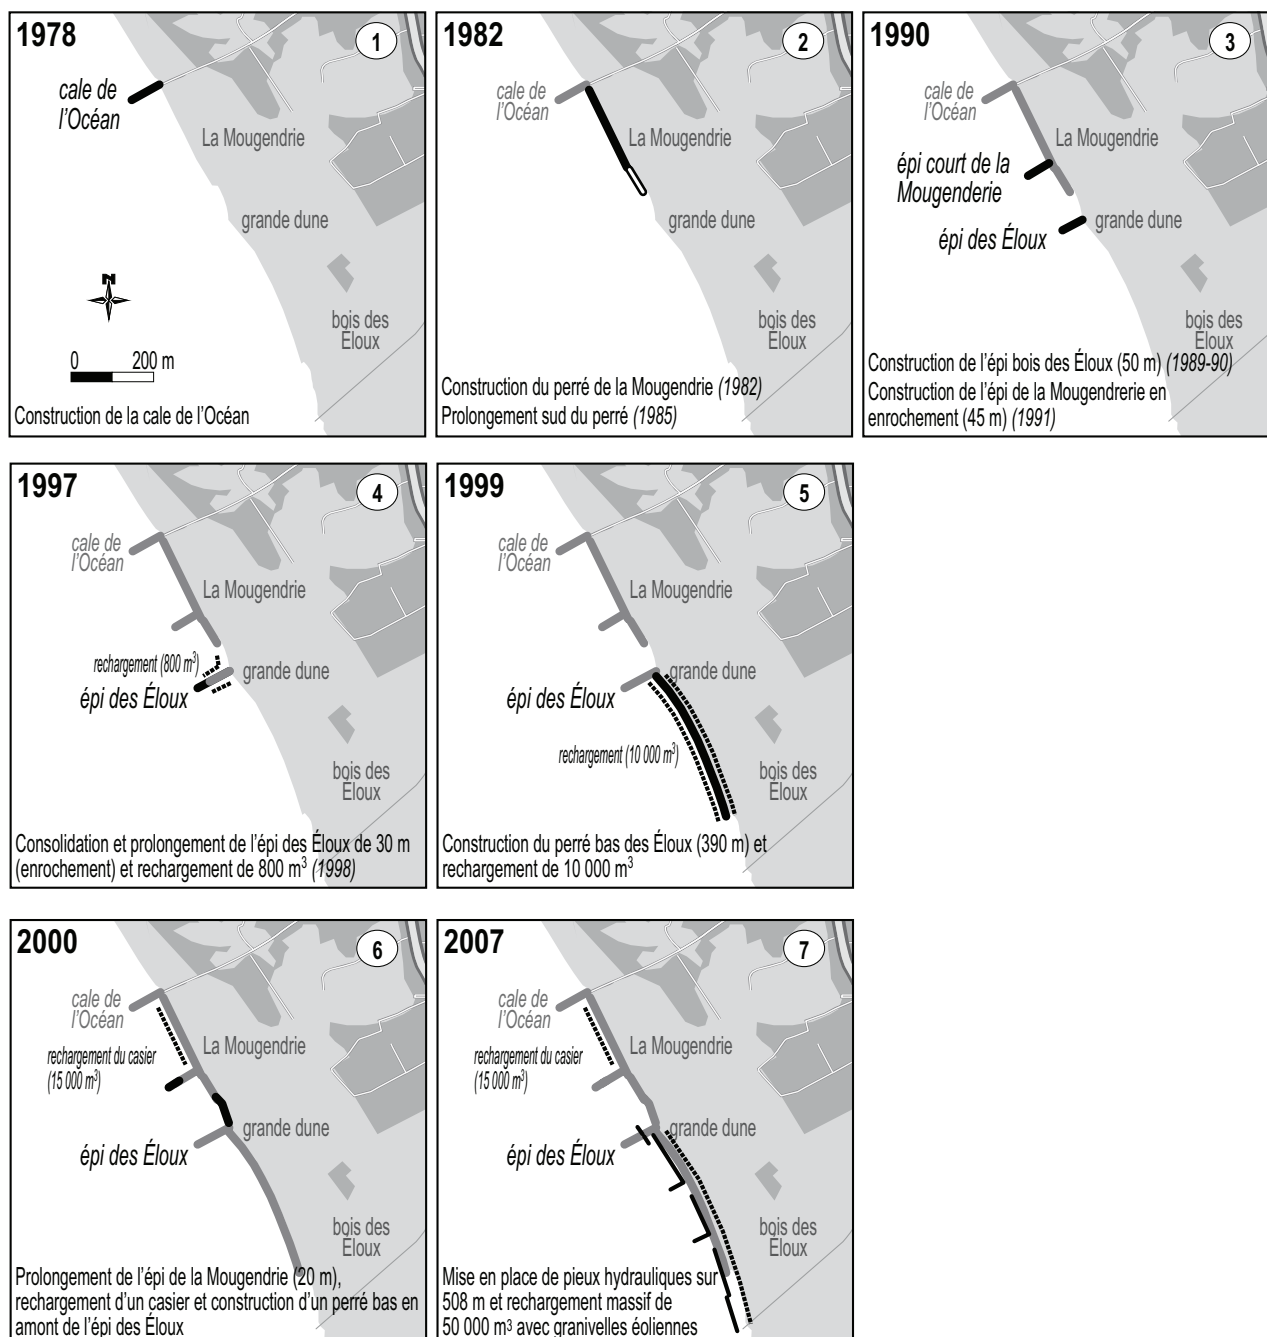 1978
1
cale de
l'Océan
La Mougendrie
grande dune
N
bois des
Éloux
0 200 m
Construction de la cale de l'Océan
1982
2
cale de
l'Océan
La Mougendrie
grande dune
bois des
Éloux
Construction du perré de la Mougendrie (1982)
Prolongement sud du perré (1985)
1990
3
cale de
l'Océan
La Mougendrie
épi court de la
Mougenderie
grande dune
épi des Éloux
bois des
Éloux
Construction de l'épi bois des Éloux (50 m) (1989-90)
Construction de l'épi de la Mougendrerie en
enrochement (45 m) (1991)
1997
4
cale de
l'Océan
La Mougendrie
rechargement (800 m³)
grande dune
épi des Éloux
bois des
Éloux
Consolidation et prolongement de l'épi des Éloux de 30 m
(enrochement) et rechargement de 800 m³ (1998)
1999
5
cale de
l'Océan
La Mougendrie
grande dune
épi des Éloux
rechargement (10 000 m³)
bois des
Éloux
Construction du perré bas des Éloux (390 m) et
rechargement de 10 000 m³
2000
6
cale de
l'Océan
La Mougendrie
rechargement du casier
(15 000 m³)
grande dune
épi des Éloux
bois des
Éloux
Prolongement de l'épi de la Mougendrie (20 m),
rechargement d'un casier et construction d'un perré bas en
amont de l'épi des Éloux
2007
7
cale de
l'Océan
La Mougendrie
rechargement du casier
(15 000 m³)
grande dune
épi des Éloux
bois des
Éloux
Mise en place de pieux hydrauliques sur
508 m et rechargement massif de
50 000 m³ avec granivelles éoliennes